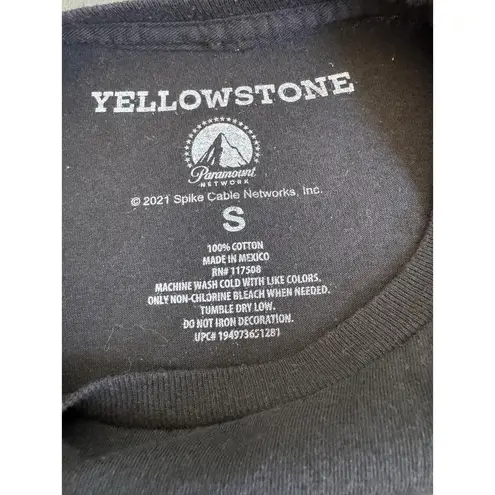 YELLOWSTONE
Paramount
NETWORK
© 2021 Spike Cable Networks, Inc.
S
100% COTTON
MADE IN MEXICO
RN# 117508
MACHINE WASH COLD WITH LIKE COLORS.
ONLY NON-CHLORINE BLEACH WHEN NEEDED.
TUMBLE DRY LOW.
DO NOT IRON DECORATION.
UPC# 194973651281